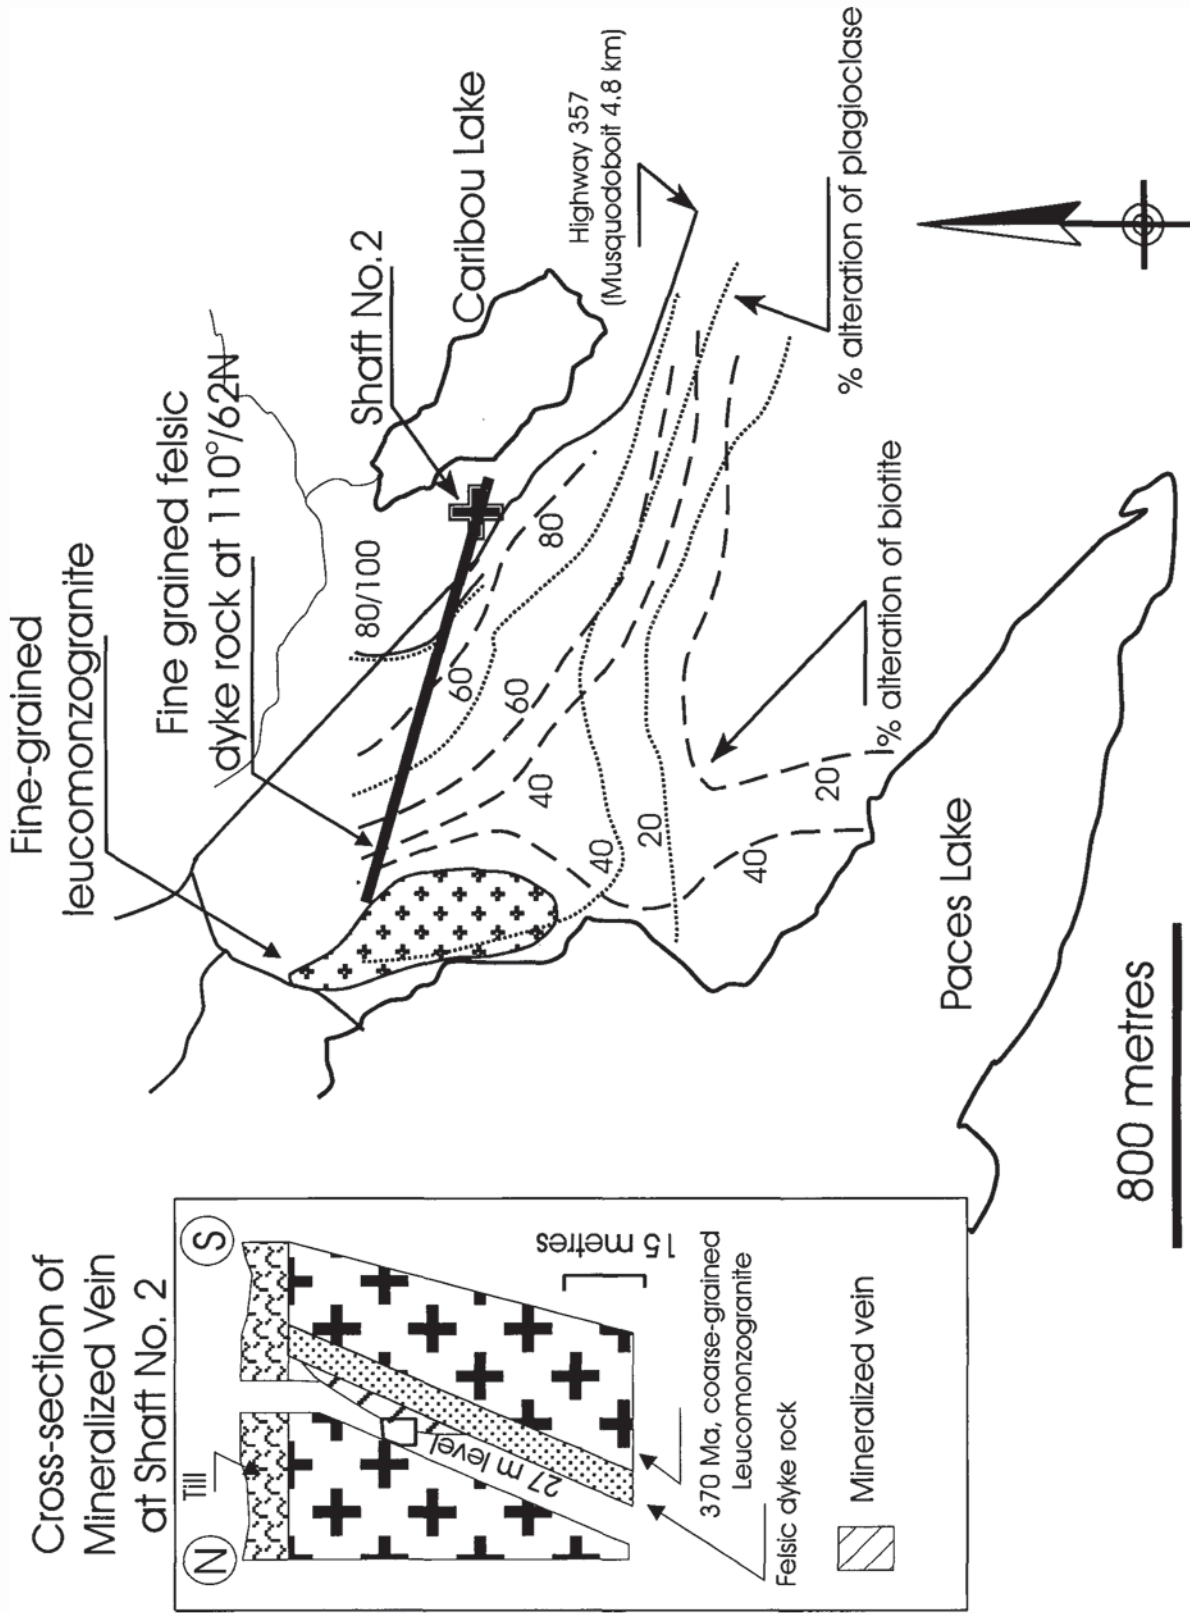 Cross-section of
Mineralized Vein
at Shaft No. 2
N
S
Till
27 m level
15 metres
370 Ma, coarse-grained
Leucomonzogranite
Felsic dyke rock
Mineralized vein
Fine-grained
leucomonzogranite
Fine grained felsic
dyke rock at 110°/62N
Shaft No.2
Caribou Lake
Highway 357
(Musquodoboit 4.8 km)
80/100
80
60
60
40
40
20
40
20
% alteration of plagioclase
% alteration of biotite
Paces Lake
800 metres